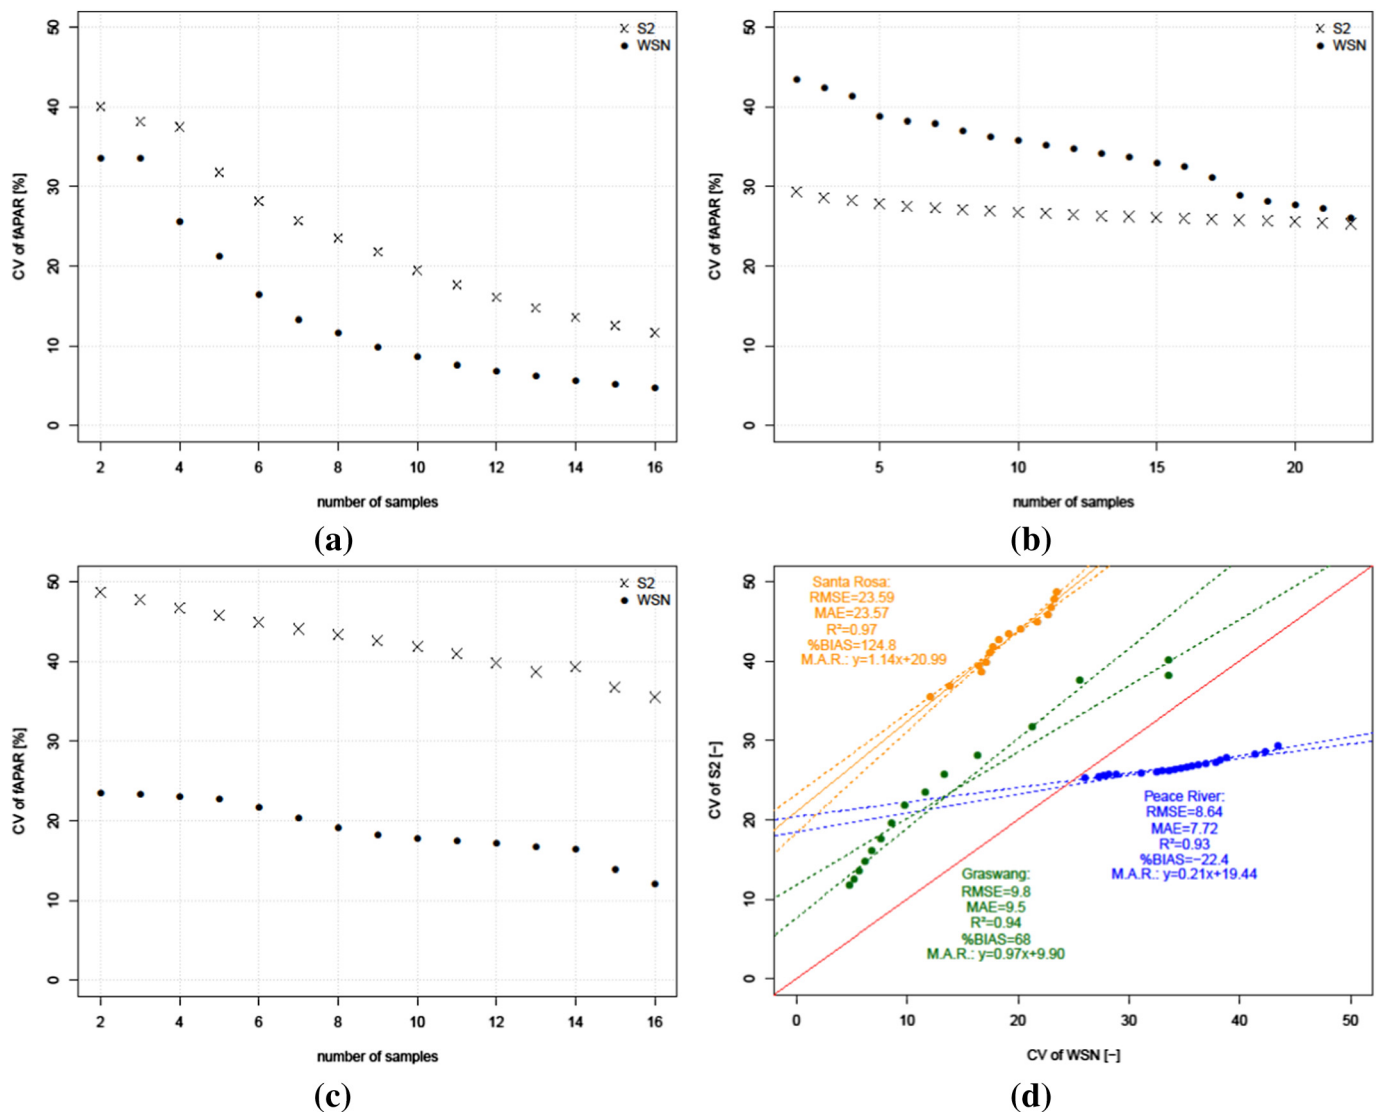 50
40
30
20
10
0
CV of fAPAR [%]
S2
WSN
2 4 6 8 10 12 14 16
number of samples
(a)
50
40
30
20
10
0
CV of fAPAR [%]
S2
WSN
5 10 15 20
number of samples
(b)
50
40
30
20
10
0
CV of fAPAR [%]
S2
WSN
2 4 6 8 10 12 14 16
number of samples
(c)
50
40
30
20
10
0
CV of S2 [−]
Santa Rosa:
RMSE=23.59
MAE=23.57
R²=0.97
%BIAS=124.8
M.A.R.: y=1.14x+20.99
Peace River:
RMSE=8.64
MAE=7.72
R²=0.93
%BIAS=−22.4
M.A.R.: y=0.21x+19.44
Graswang:
RMSE=9.8
MAE=9.5
R²=0.94
%BIAS=68
M.A.R.: y=0.97x+9.90
0 10 20 30 40 50
CV of WSN [−]
(d)